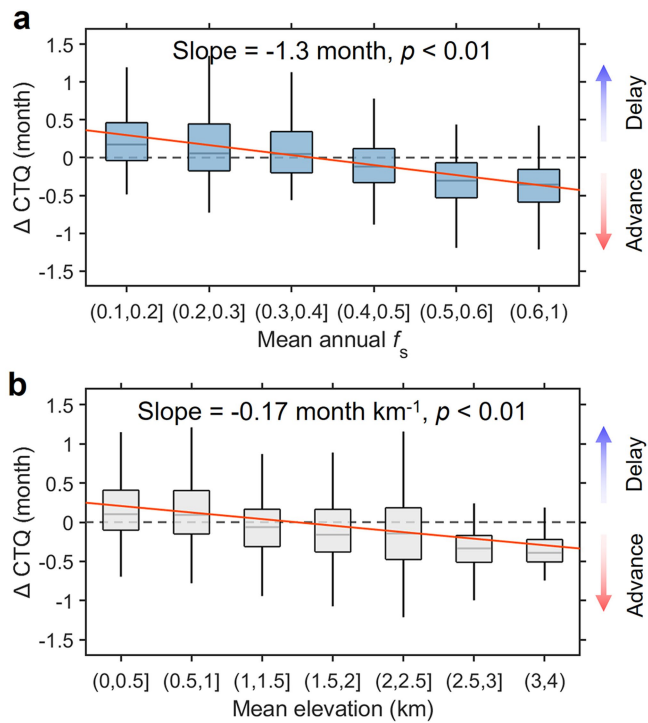 a
Slope = -1.3 month, p < 0.01
1.5
1
0.5
0
-0.5
-1
-1.5
Δ CTQ (month)
Delay
Advance
(0.1,0.2] (0.2,0.3] (0.3,0.4] (0.4,0.5] (0.5,0.6] (0.6,1)
Mean annual fs
b
Slope = -0.17 month km-1, p < 0.01
1.5
1
0.5
0
-0.5
-1
-1.5
Δ CTQ (month)
Delay
Advance
(0,0.5] (0.5,1] (1,1.5] (1.5,2] (2,2.5] (2.5,3] (3,4)
Mean elevation (km)